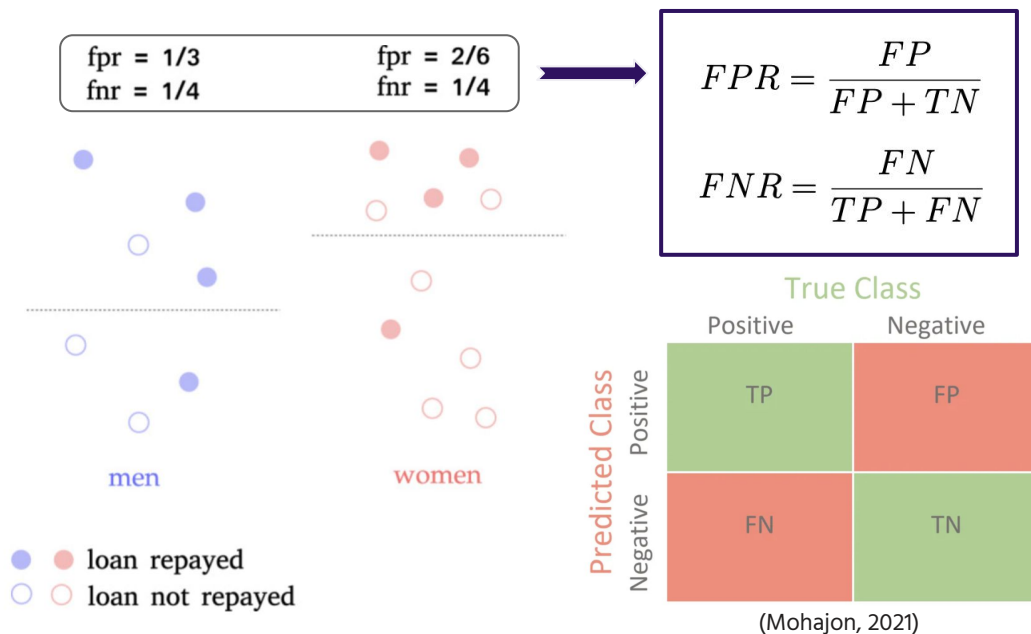 fpr = 1/3
fnr = 1/4
fpr = 2/6
fnr = 1/4
FPR = FP / (FP + TN)
FNR = FN / (TP + FN)
men
women
loan repayed
loan not repayed
True Class
Positive Negative
Predicted Class
Positive
TP FP
Negative
FN TN
(Mohajon, 2021)